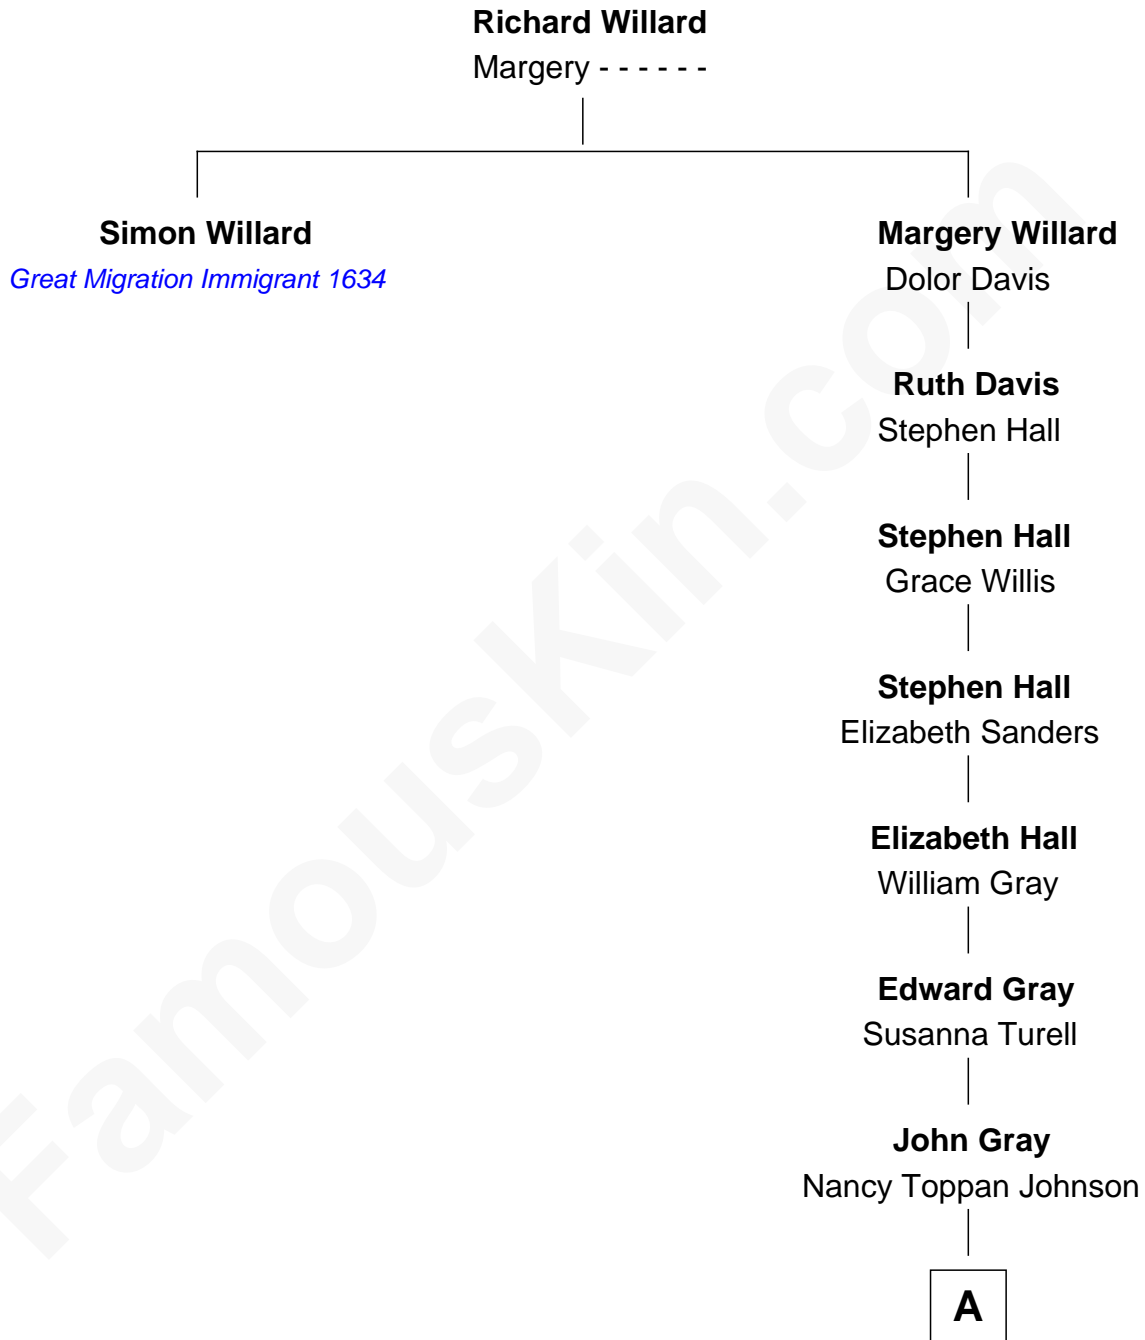 Richard Willard
Margery - - - - - -
Simon Willard
Great Migration Immigrant 1634
Margery Willard
Dolor Davis
Ruth Davis
Stephen Hall
Stephen Hall
Grace Willis
Stephen Hall
Elizabeth Sanders
Elizabeth Hall
William Gray
Edward Gray
Susanna Turell
John Gray
Nancy Toppan Johnson
A
FamousKin.com